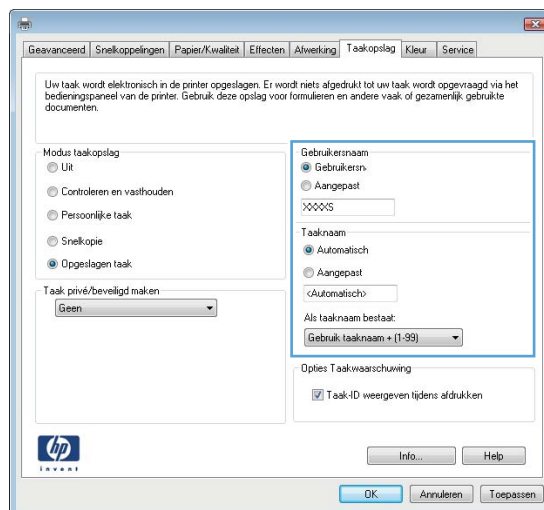 Geavanceerd Snelkoppelingen Papier/Kwaliteit Effecten Afwerking Taakopslag Kleur Service
Uw taak wordt elektronisch in de printer opgeslagen. Er wordt niets afgedrukt tot uw taak wordt opgevraagd via het
bedieningspaneel van de printer. Gebruik deze opslag voor formulieren en andere vaak of gezamenlijk gebruikte
documenten.
Modus taakopslag
Uit
Controleren en vasthouden
Persoonlijke taak
Snelkopie
Opgeslagen taak
Taak privé/beveiligd maken
Geen
Gebruikersnaam
Gebruikersn
Aangepast
XXXXS
Taaknaam
Automatisch
Aangepast
<Automatisch>
Als taaknaam bestaat:
Gebruik taaknaam + (1-99)
Opties Taakwaarschuwing
Taak-ID weergeven tijdens afdrukken
hp
invent
Info... Help
OK Annuleren Toepassen